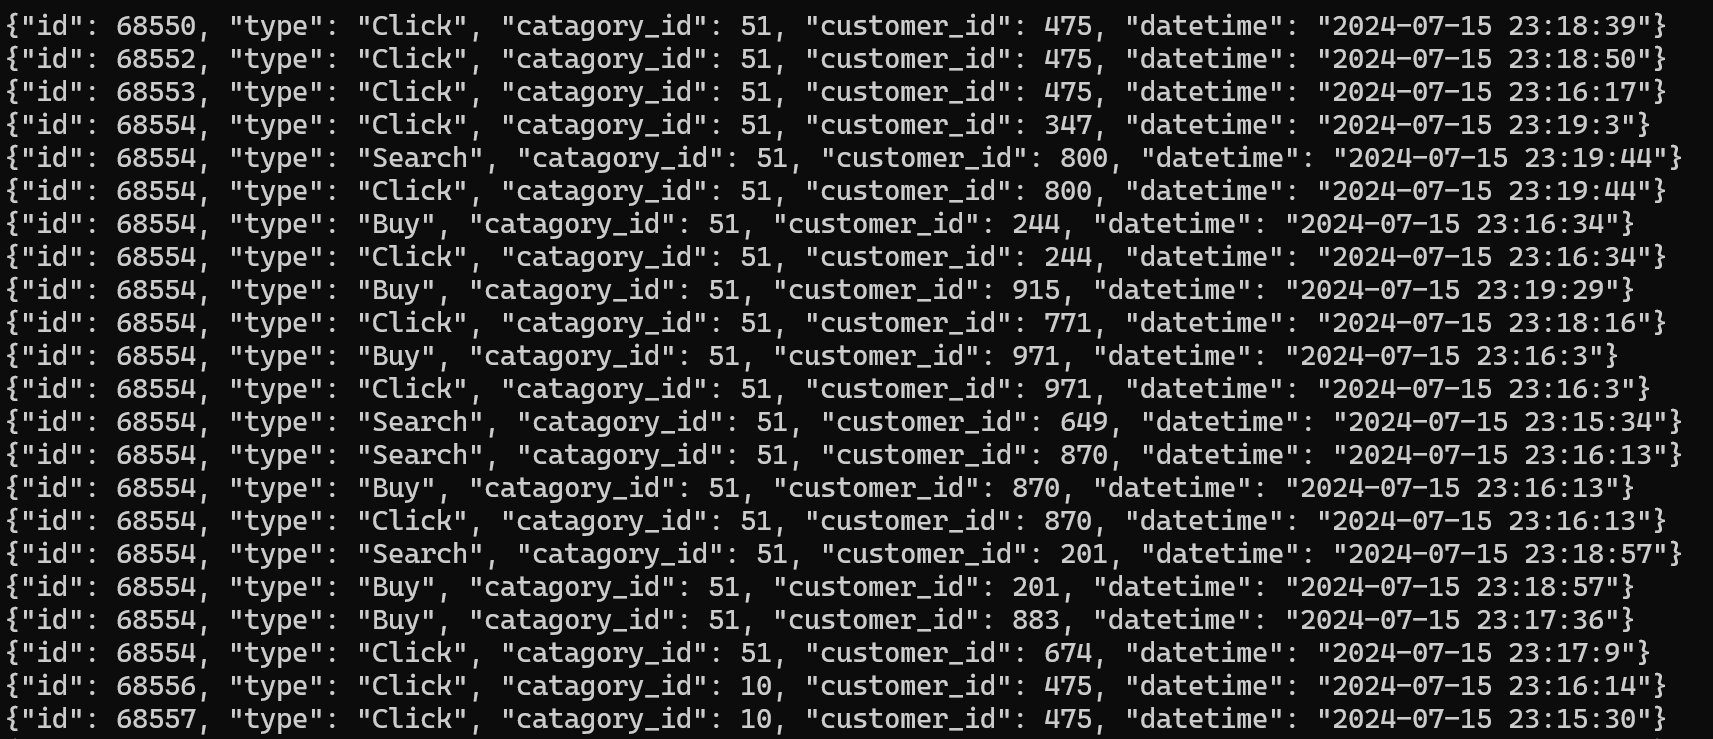 {"id": 68550, "type": "Click", "catagory_id": 51, "customer_id": 475, "datetime": "2024-07-15 23:18:39"}
{"id": 68552, "type": "Click", "catagory_id": 51, "customer_id": 475, "datetime": "2024-07-15 23:18:50"}
{"id": 68553, "type": "Click", "catagory_id": 51, "customer_id": 475, "datetime": "2024-07-15 23:16:17"}
{"id": 68554, "type": "Click", "catagory_id": 51, "customer_id": 347, "datetime": "2024-07-15 23:19:3"}
{"id": 68554, "type": "Search", "catagory_id": 51, "customer_id": 800, "datetime": "2024-07-15 23:19:44"}
{"id": 68554, "type": "Click", "catagory_id": 51, "customer_id": 800, "datetime": "2024-07-15 23:19:44"}
{"id": 68554, "type": "Buy", "catagory_id": 51, "customer_id": 244, "datetime": "2024-07-15 23:16:34"}
{"id": 68554, "type": "Click", "catagory_id": 51, "customer_id": 244, "datetime": "2024-07-15 23:16:34"}
{"id": 68554, "type": "Buy", "catagory_id": 51, "customer_id": 915, "datetime": "2024-07-15 23:19:29"}
{"id": 68554, "type": "Click", "catagory_id": 51, "customer_id": 771, "datetime": "2024-07-15 23:18:16"}
{"id": 68554, "type": "Buy", "catagory_id": 51, "customer_id": 971, "datetime": "2024-07-15 23:16:3"}
{"id": 68554, "type": "Click", "catagory_id": 51, "customer_id": 971, "datetime": "2024-07-15 23:16:3"}
{"id": 68554, "type": "Search", "catagory_id": 51, "customer_id": 649, "datetime": "2024-07-15 23:15:34"}
{"id": 68554, "type": "Search", "catagory_id": 51, "customer_id": 870, "datetime": "2024-07-15 23:16:13"}
{"id": 68554, "type": "Buy", "catagory_id": 51, "customer_id": 870, "datetime": "2024-07-15 23:16:13"}
{"id": 68554, "type": "Click", "catagory_id": 51, "customer_id": 870, "datetime": "2024-07-15 23:16:13"}
{"id": 68554, "type": "Search", "catagory_id": 51, "customer_id": 201, "datetime": "2024-07-15 23:18:57"}
{"id": 68554, "type": "Buy", "catagory_id": 51, "customer_id": 201, "datetime": "2024-07-15 23:18:57"}
{"id": 68554, "type": "Buy", "catagory_id": 51, "customer_id": 883, "datetime": "2024-07-15 23:17:36"}
{"id": 68554, "type": "Click", "catagory_id": 51, "customer_id": 674, "datetime": "2024-07-15 23:17:9"}
{"id": 68556, "type": "Click", "catagory_id": 10, "customer_id": 475, "datetime": "2024-07-15 23:16:14"}
{"id": 68557, "type": "Click", "catagory_id": 10, "customer_id": 475, "datetime": "2024-07-15 23:15:30"}